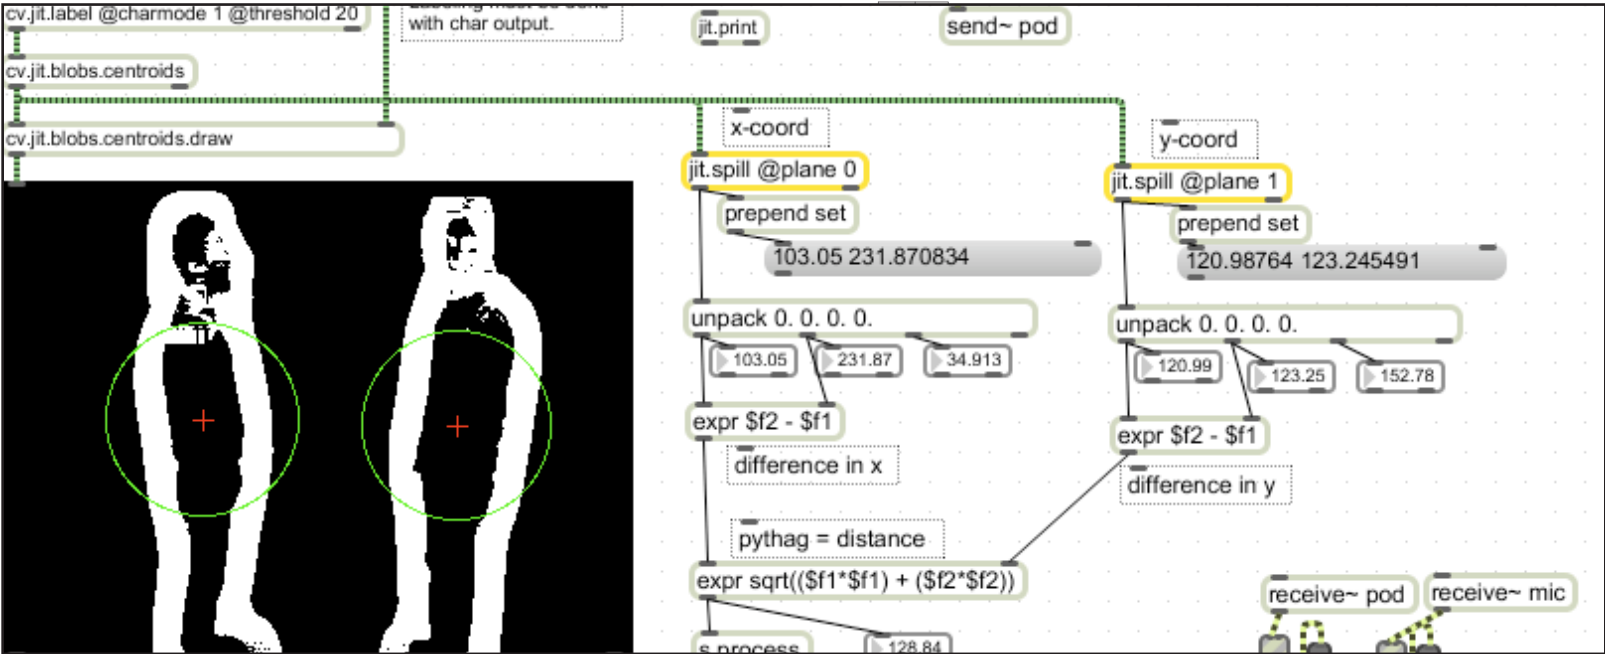 cv.jit.label @charmode 1 @threshold 20
with char output.
jit.print
send~ pod
cv.jit.blobs.centroids
cv.jit.blobs.centroids.draw
x-coord
y-coord
jit.spill @plane 0
jit.spill @plane 1
prepend set
prepend set
103.05 231.870834
120.98764 123.245491
unpack 0. 0. 0. 0.
unpack 0. 0. 0. 0.
103.05
231.87
34.913
120.99
123.25
152.78
expr $f2 - $f1
expr $f2 - $f1
difference in x
difference in y
pythag = distance
expr sqrt(($f1*$f1) + ($f2*$f2))
receive~ pod
receive~ mic
s process
128.84